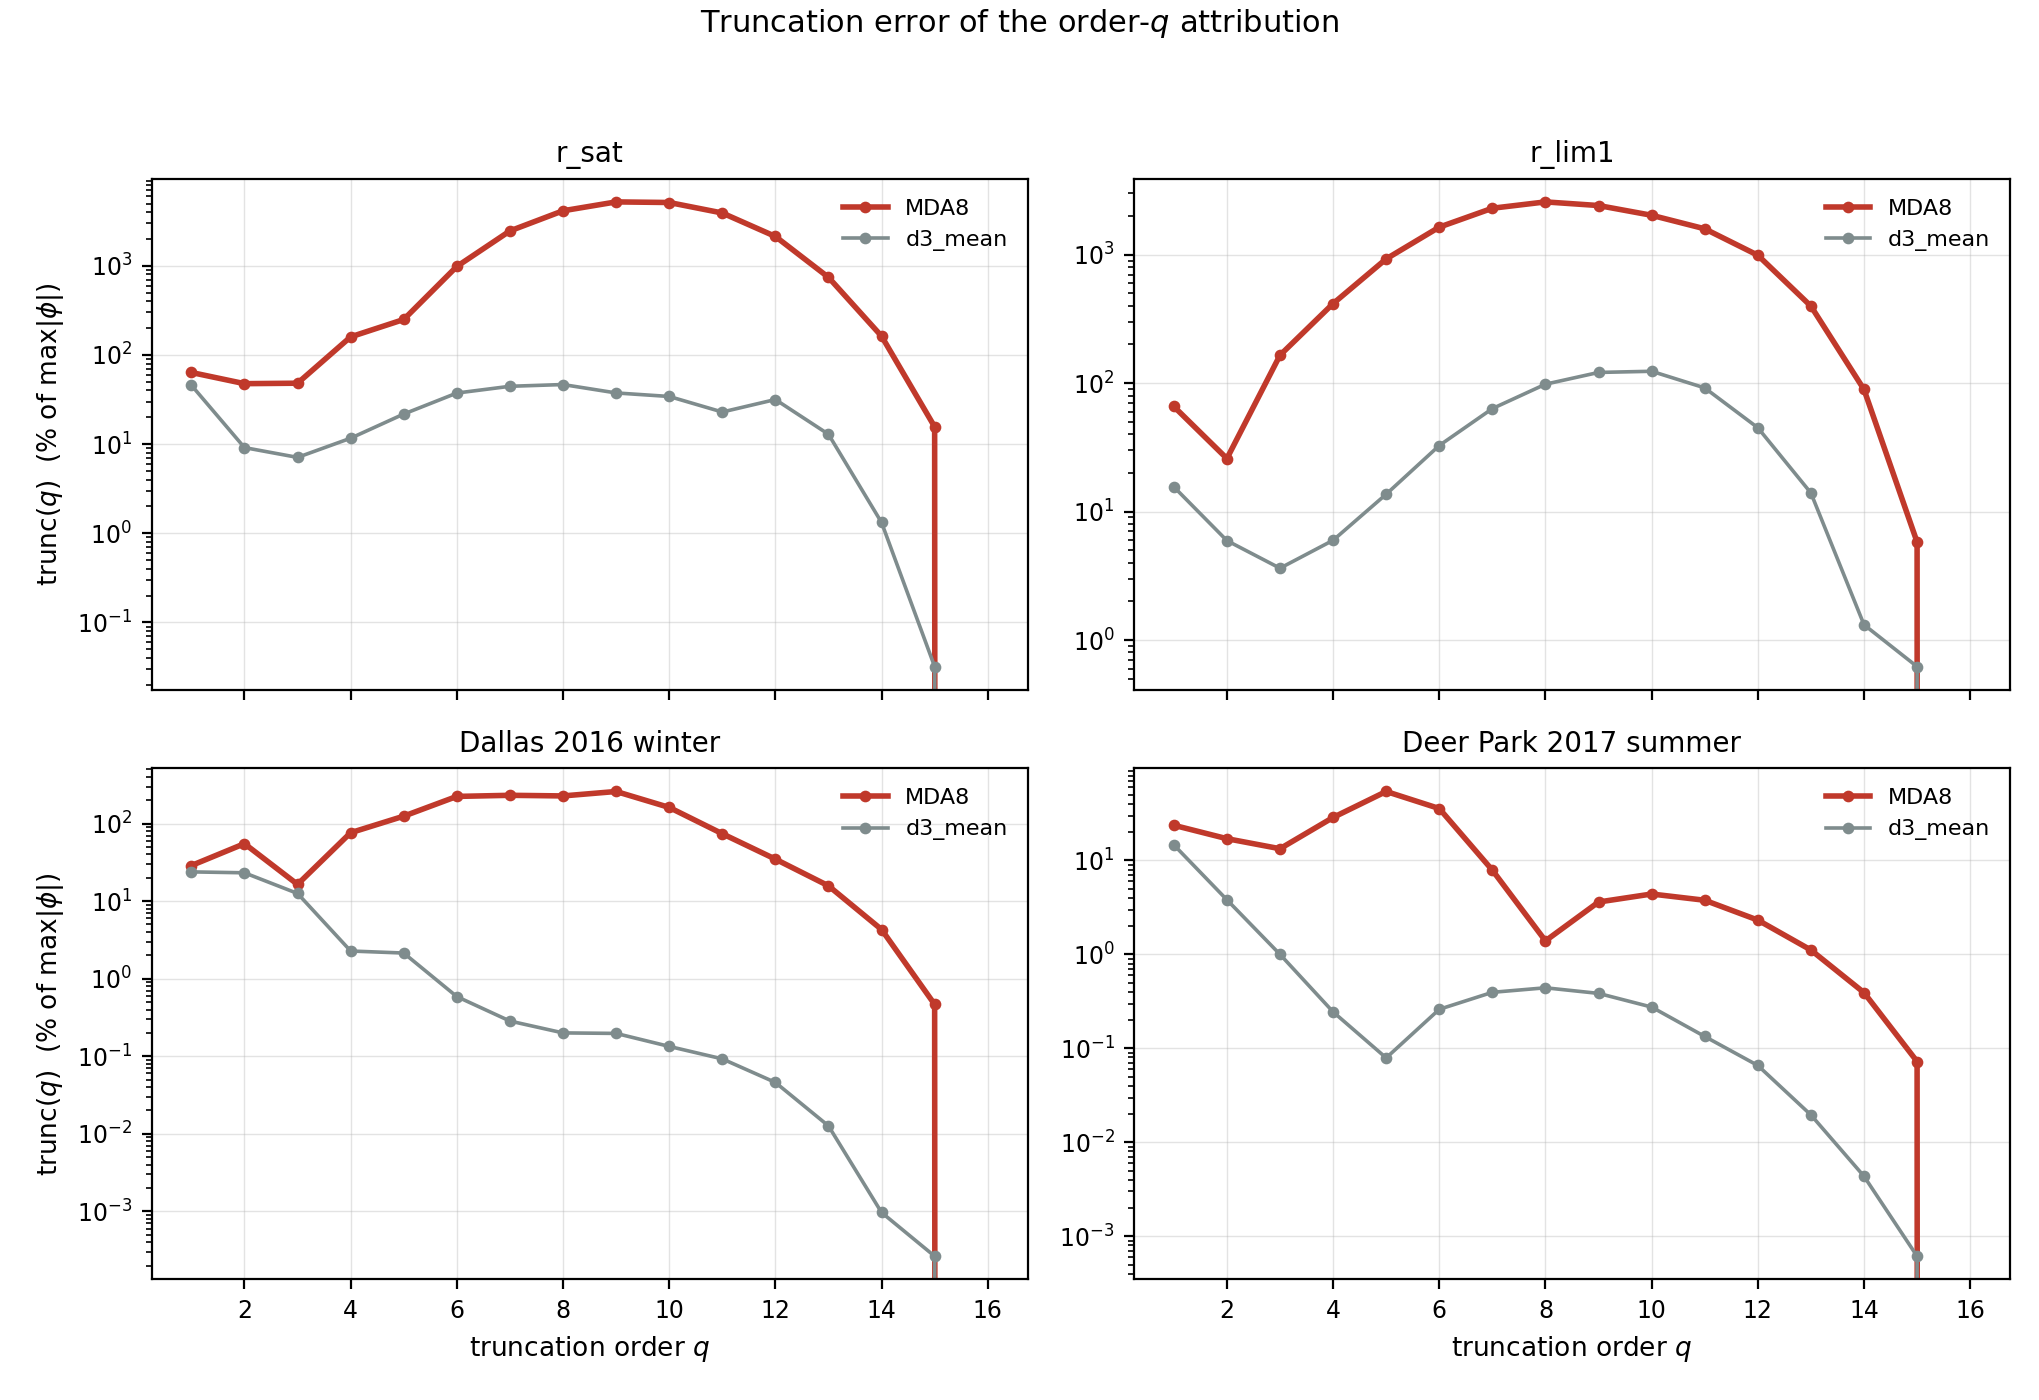 Truncation error of the order-q attribution
r_sat
trunc(q)  (% of max|ϕ|)
10³
10²
10¹
10⁰
10⁻¹
MDA8
d3_mean
r_lim1
10³
10²
10¹
10⁰
MDA8
d3_mean
Dallas 2016 winter
trunc(q)  (% of max|ϕ|)
10²
10¹
10⁰
10⁻¹
10⁻²
10⁻³
MDA8
d3_mean
2 4 6 8 10 12 14 16
truncation order q
Deer Park 2017 summer
10¹
10⁰
10⁻¹
10⁻²
10⁻³
MDA8
d3_mean
2 4 6 8 10 12 14 16
truncation order q